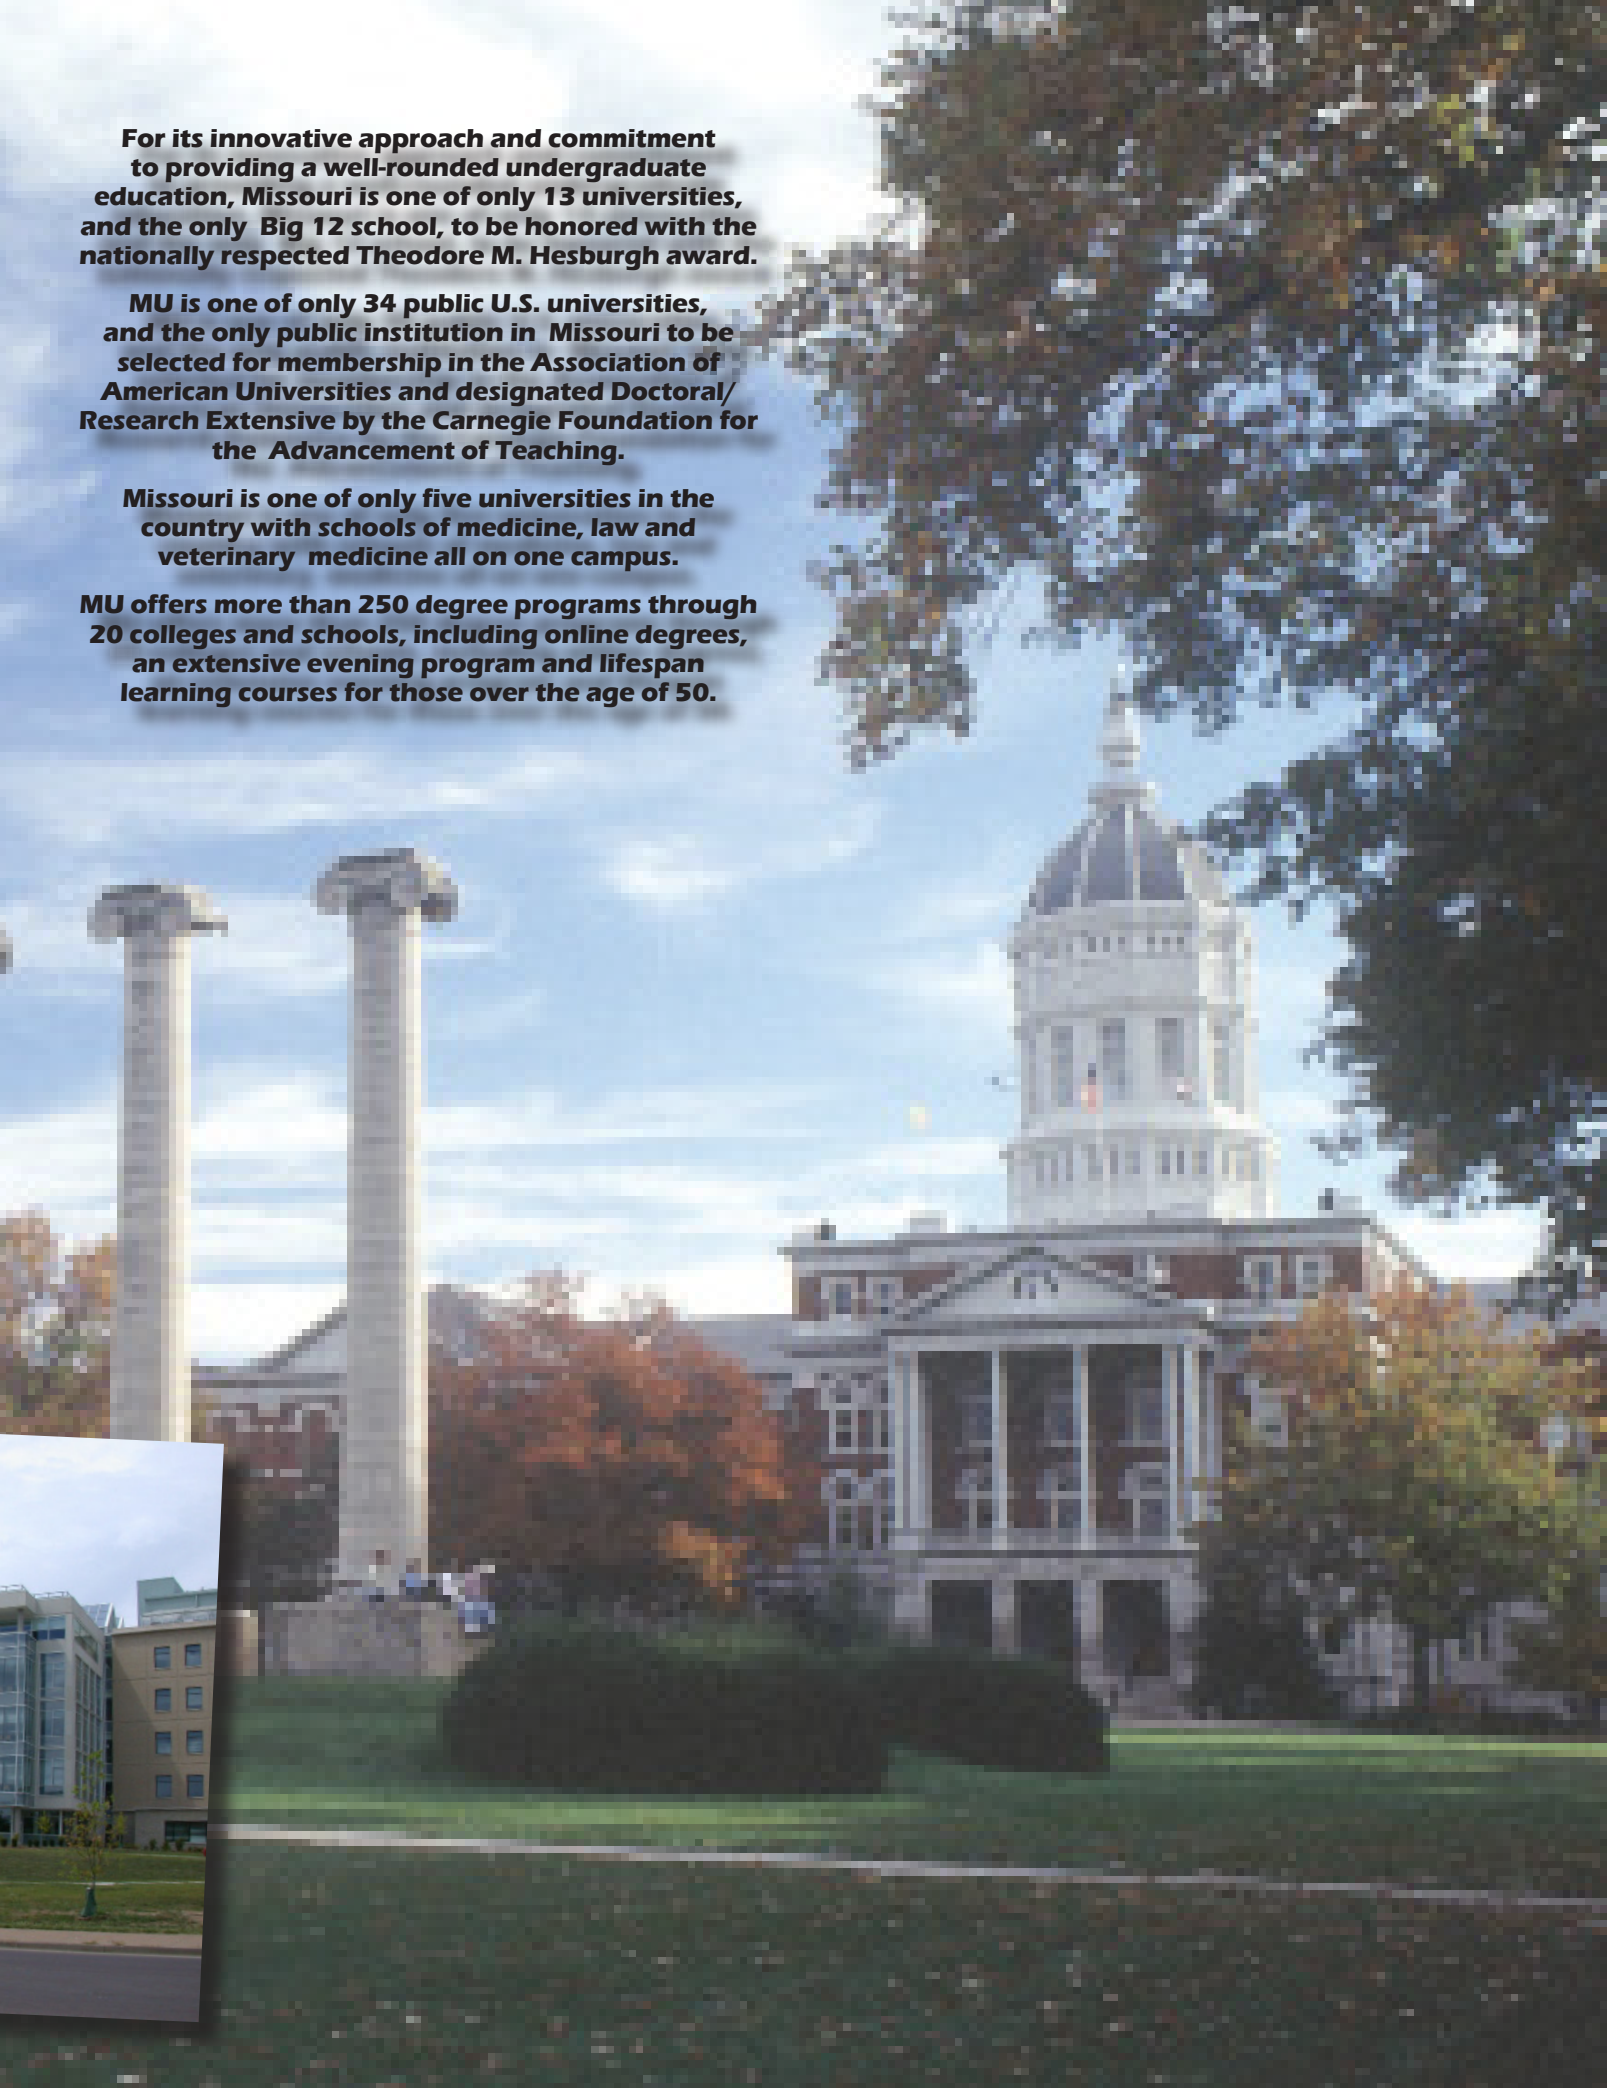 For its innovative approach and commitment
to providing a well-rounded undergraduate
education, Missouri is one of only 13 universities,
and the only Big 12 school, to be honored with the
nationally respected Theodore M. Hesburgh award.
MU is one of only 34 public U.S. universities,
and the only public institution in Missouri to be
selected for membership in the Association of
American Universities and designated Doctoral/
Research Extensive by the Carnegie Foundation for
the Advancement of Teaching.
Missouri is one of only five universities in the
country with schools of medicine, law and
veterinary medicine all on one campus.
MU offers more than 250 degree programs through
20 colleges and schools, including online degrees,
an extensive evening program and lifespan
learning courses for those over the age of 50.